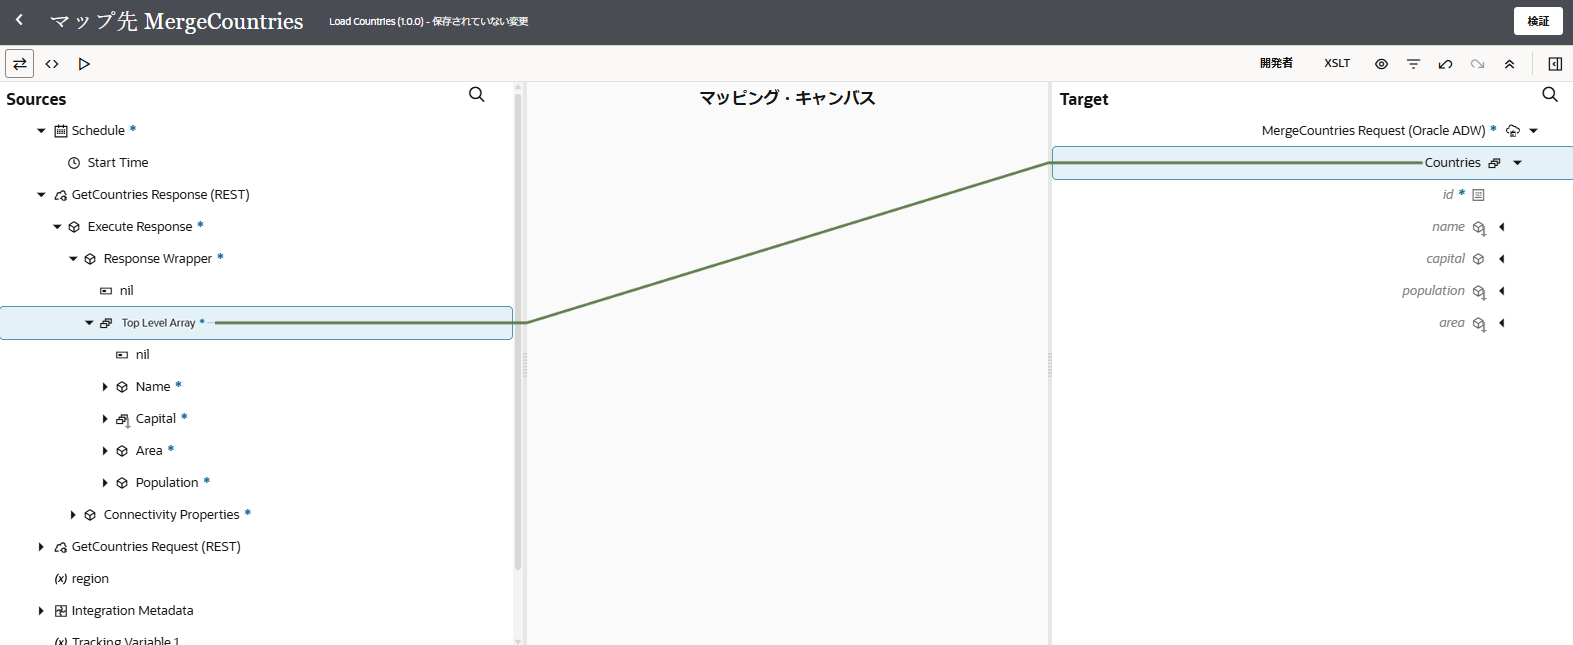 マップ先 MergeCountries Load Countries (1.0.0) - 保存されていない変更 検証
開発者 XSLT
Sources
マッピング・キャンバス
Target
Schedule *
Start Time
GetCountries Response (REST)
Execute Response *
Response Wrapper *
nil
Top Level Array *
nil
Name *
Capital *
Area *
Population *
Connectivity Properties *
GetCountries Request (REST)
(x) region
Integration Metadata
(x) Tracking Variable 1
MergeCountries Request (Oracle ADW) *
Countries
id *
name
capital
population
area